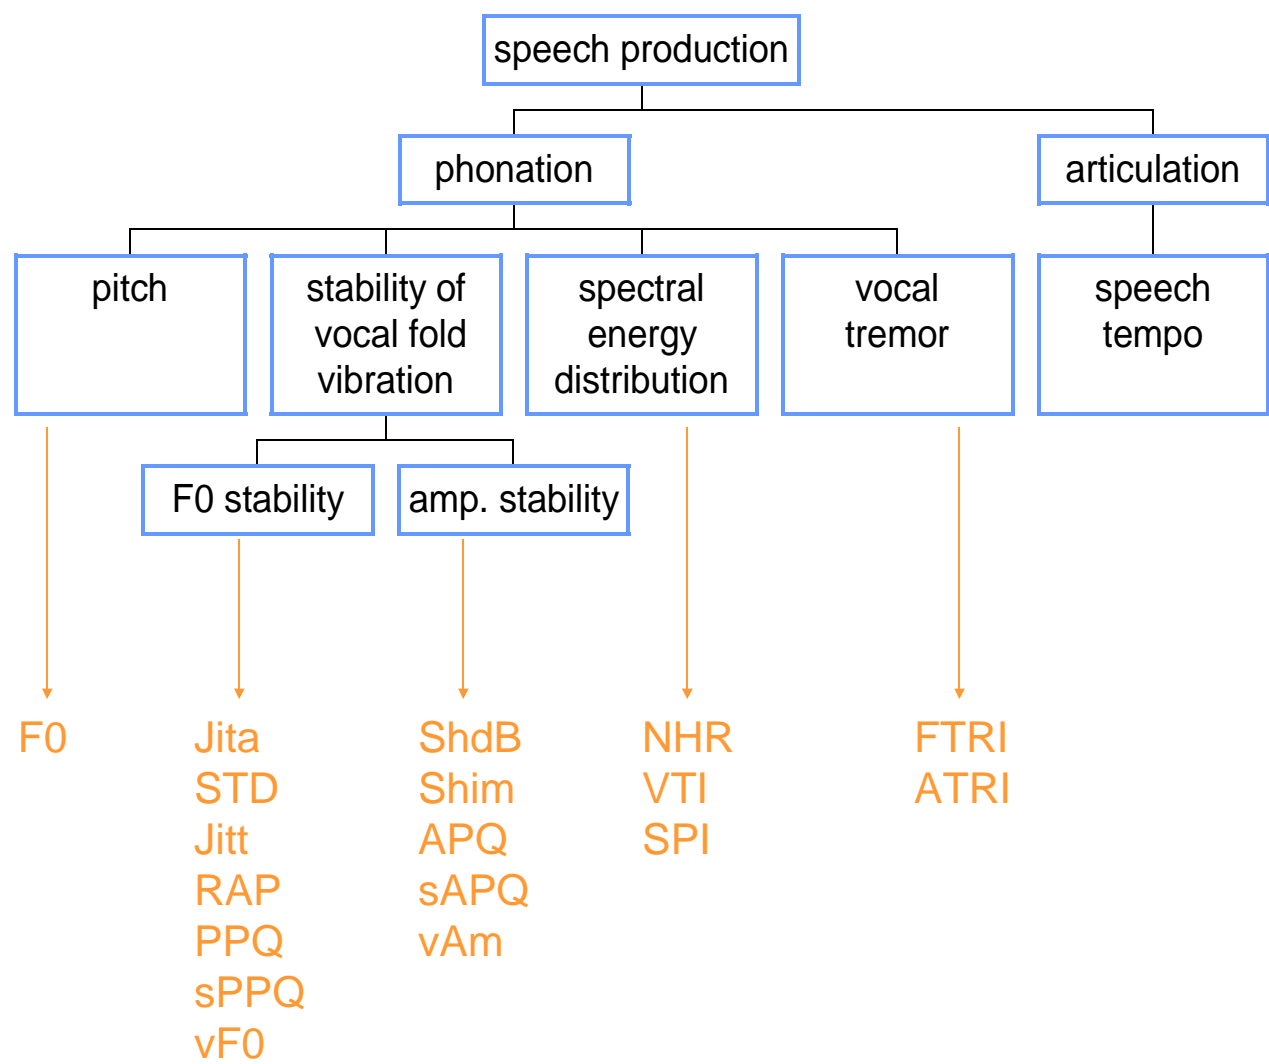 speech production
phonation
articulation
pitch
stability of
vocal fold
vibration
spectral
energy
distribution
vocal
tremor
speech
tempo
F0 stability
amp. stability
F0
Jita
STD
Jitt
RAP
PPQ
sPPQ
vF0
ShdB
Shim
APQ
sAPQ
vAm
NHR
VTI
SPI
FTRI
ATRI